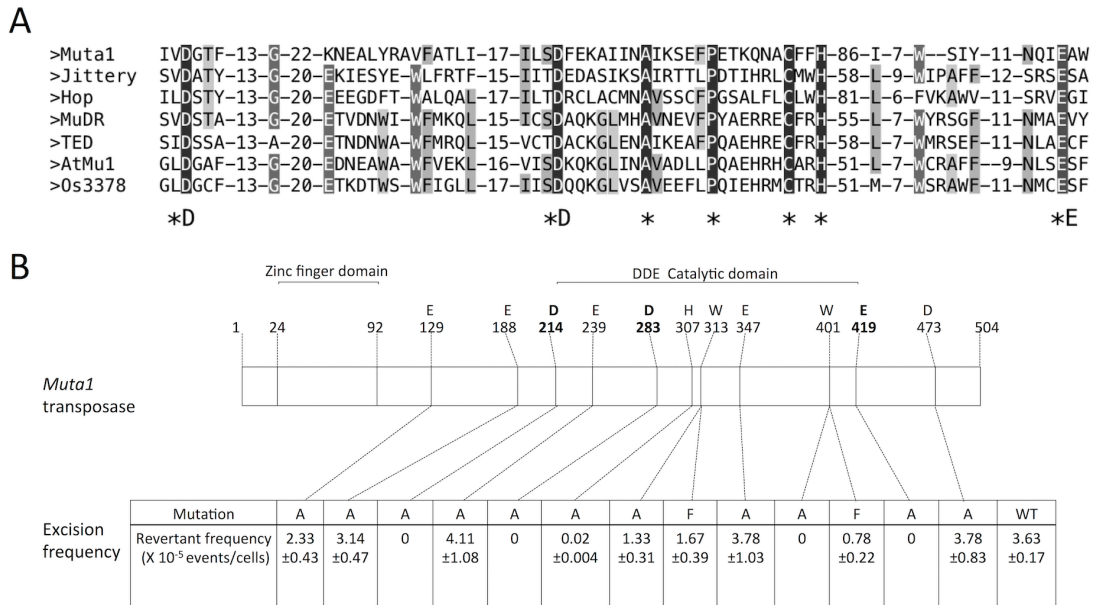 A
>Muta1 IVDGTF-13-G-22-KNEALYRAVFATLI-17-ILSDFEKAIINAIKSEFPETKQNACFFH-86-I-7-W--SIY-11-NQIEAW
>Jittery SVDATY-13-G-20-EKIESYE-WLFRTF-15-IITDEDASIKSAIRTTLPDTIHRLCMWH-58-L-9-WIPAFF-12-SRSESA
>Hop ILDSTY-13-G-20-EEEGDFT-WALQAL-17-ILTDRCLACMNAVSSCFPGSALFLCLWH-81-L-6-FVKAWV-11-SRVEGI
>MuDR SVDSTA-13-G-20-ETVDNWI-WFMKQL-15-ICSDAQKGLMHAVNEVFPYAERRECFRH-55-L-7-WYRSGF-11-NMAEVY
>TED SIDSSA-13-A-20-ETNDNWA-WFMRQL-15-VCTDACKGLENAIKEAFPQAERRECFRH-51-L-7-WCRSYF-11-NLAECF
>AtMu1 GLDGAF-13-G-20-EDNEAWA-WFVEKL-16-VISDKQKGLINAVADLLPQAEHRHCARH-51-L-7-WCRAFF--9-NLSESF
>Os3378 GLDGCF-13-G-20-ETKDTWS-WFIGLL-17-IISDQQKGLVSAVEEFLPQIEHRMCTRH-51-M-7-WSRAWF-11-NMCESF
*D *D * * * * *E
B
Zinc finger domain DDE Catalytic domain
E E D E D H W E W E D
1 24 92 129 188 214 239 283 307 313 347 401 419 473 504
Muta1
transposase
Mutation A A A A A A A F A A F A A WT
Excision
frequency
Revertant frequency 2.33 3.14 0 4.11 0 0.02 1.33 1.67 3.78 0 0.78 0 3.78 3.63
(X 10-5 events/cells) ±0.43 ±0.47 ±1.08 ±0.004 ±0.31 ±0.39 ±1.03 ±0.22 ±0.83 ±0.17